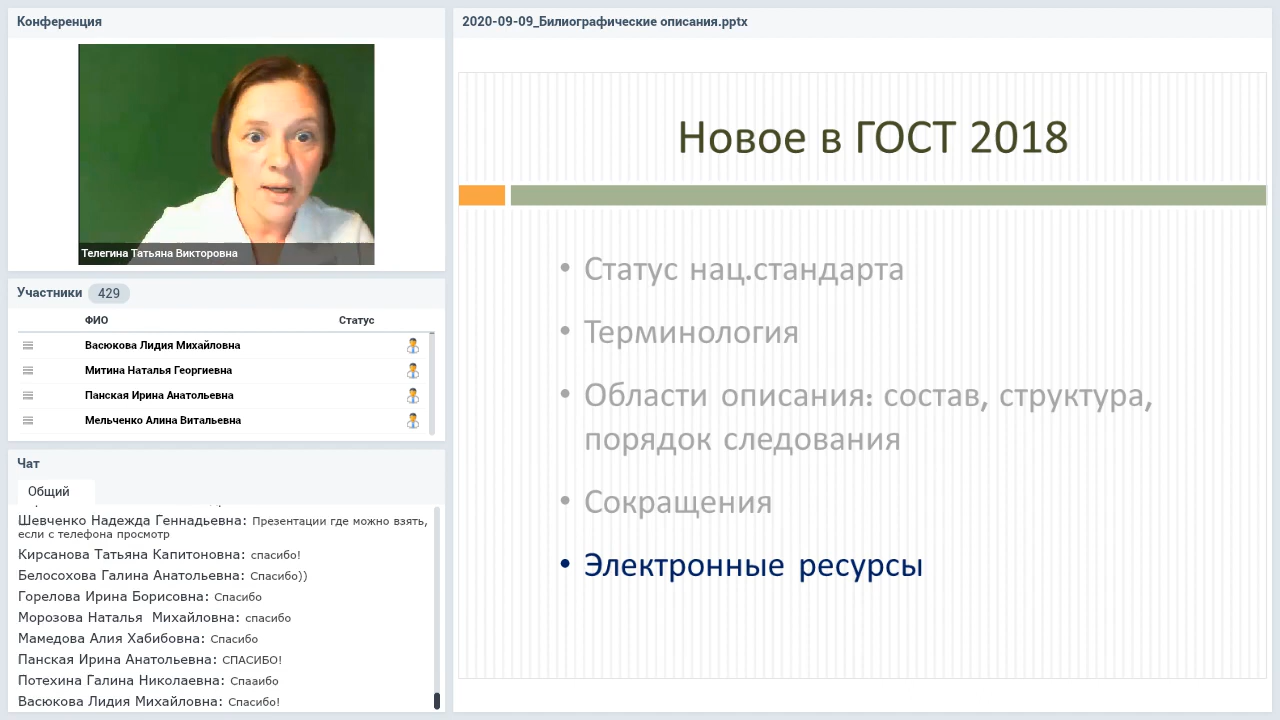 Конференция
Телегина Татьяна Викторовна
Участники 429
ФИО Статус
Васюкова Лидия Михайловна
Митина Наталья Георгиевна
Панская Ирина Анатольевна
Мельченко Алина Витальевна
Чат
Общий
Шевченко Надежда Геннадьевна: Презентации где можно взять,
если с телефона просмотр
Кирсанова Татьяна Капитоновна: спасибо!
Белосохова Галина Анатольевна: Спасибо))
Горелова Ирина Борисовна: Спасибо
Морозова Наталья Михайловна: спасибо
Мамедова Алия Хабибовна: Спасибо
Панская Ирина Анатольевна: СПАСИБО!
Потехина Галина Николаевна: Спааибо
Васюкова Лидия Михайловна: Спасибо!
2020-09-09_Билиографические описания.pptx
Новое в ГОСТ 2018
• Статус нац.стандарта
• Терминология
• Области описания: состав, структура,
порядок следования
• Сокращения
• Электронные ресурсы